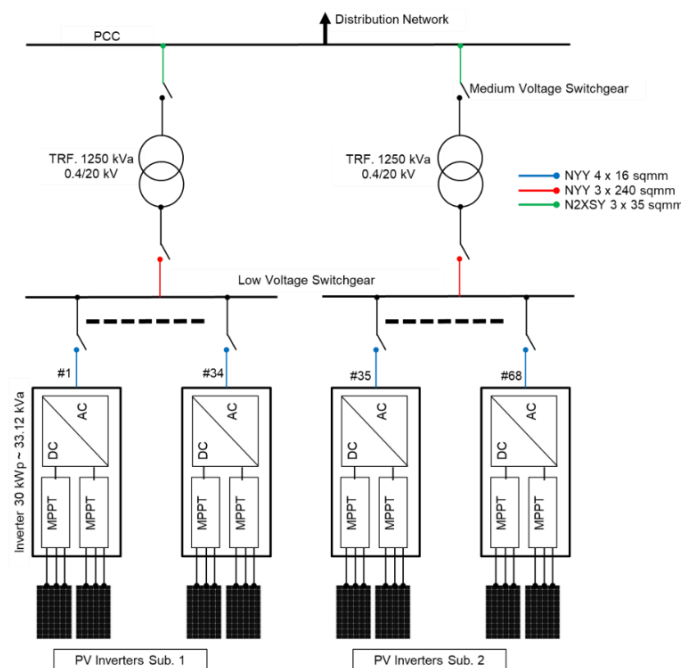 Distribution Network
PCC
Medium Voltage Switchgear
TRF. 1250 kVa
0.4/20 kV
TRF. 1250 kVa
0.4/20 kV
NYY 4 x 16 sqmm
NYY 3 x 240 sqmm
N2XSY 3 x 35 sqmm
Low Voltage Switchgear
#1
#34
#35
#68
Inverter 30 kWp ~ 33.12 kva
DC
AC
MPPT
MPPT
DC
AC
MPPT
MPPT
DC
AC
MPPT
MPPT
DC
AC
MPPT
MPPT
PV Inverters Sub. 1
PV Inverters Sub. 2